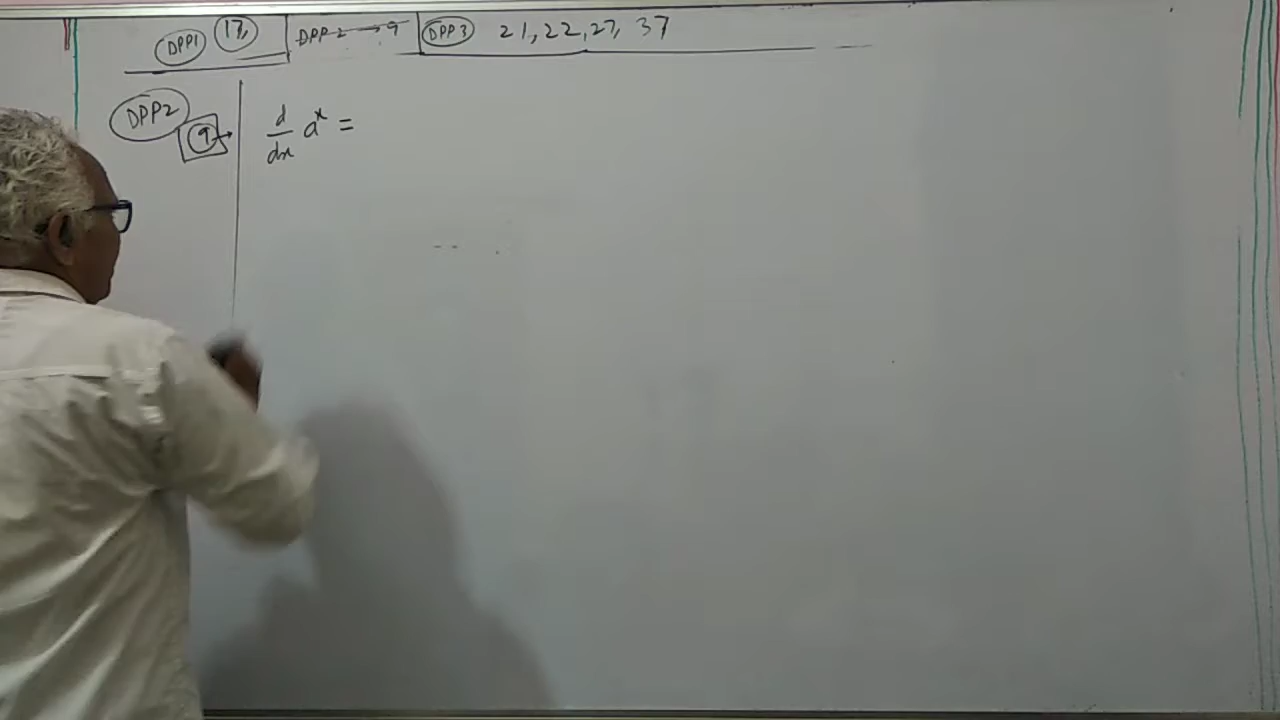 DPP1 17, DPP 2 → 9 DPP3 21, 22, 27, 37
DPP2
9 → d/dx a^x =